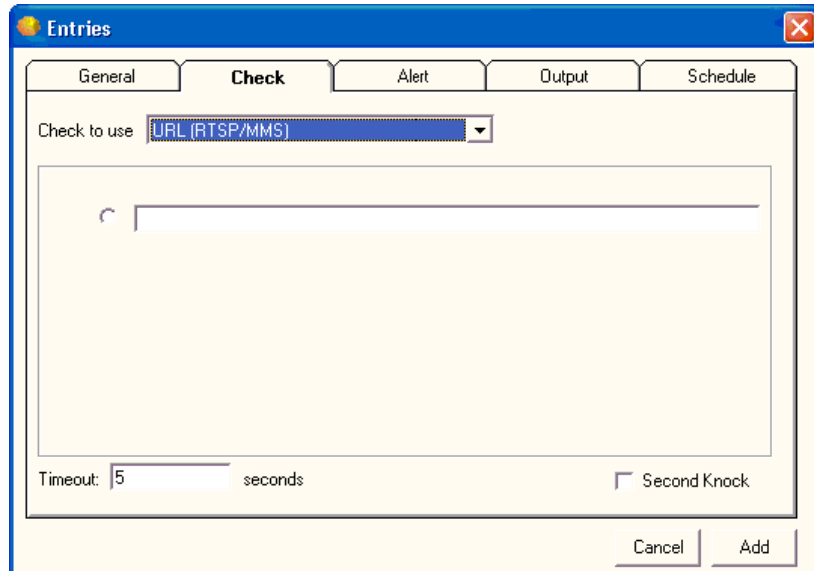 Entries
General Check Alert Output Schedule
Check to use URL (RTSP/MMS)
Timeout: 5 seconds Second Knock
Cancel Add